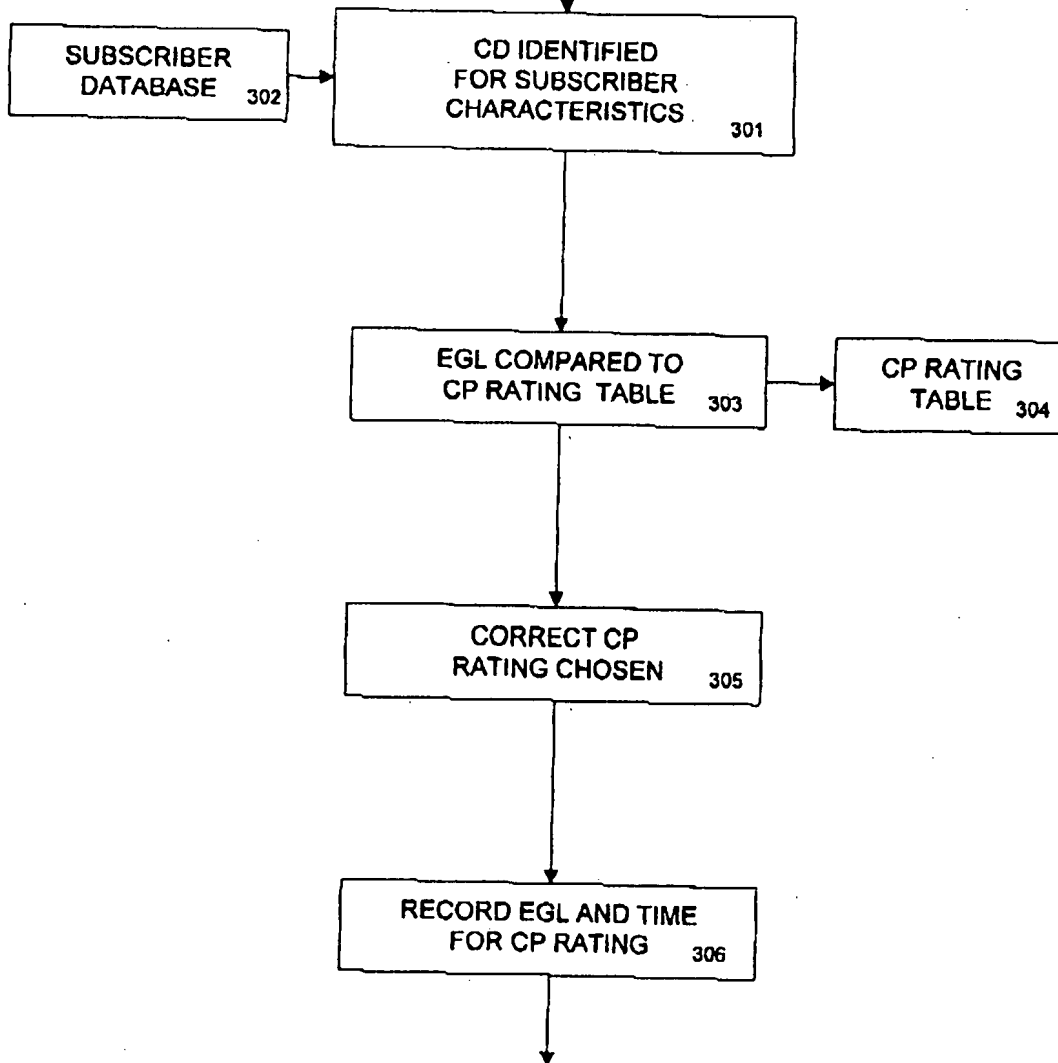 SUBSCRIBER
DATABASE 302
CD IDENTIFIED
FOR SUBSCRIBER
CHARACTERISTICS
301
EGL COMPARED TO
CP RATING TABLE 303
CP RATING
TABLE 304
CORRECT CP
RATING CHOSEN 305
RECORD EGL AND TIME
FOR CP RATING 306